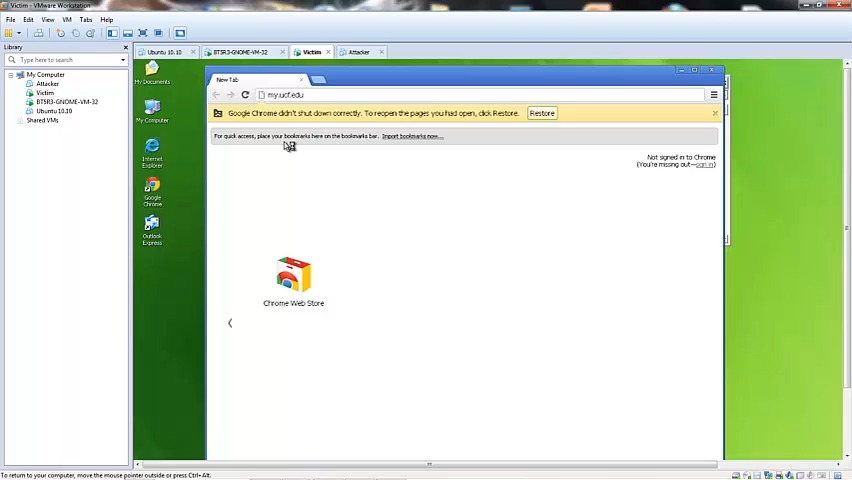 Victim - VMware Workstation
File Edit View VM Tabs Help
Library
Type here to search
My Computer
Attacker
Victim
BT5R3-GNOME-VM-32
Ubuntu 10.10
Shared VMs
Ubuntu 10.10 BT5R3-GNOME-VM-32 Victim Attacker
My Documents
My Computer
Internet
Explorer
Google
Chrome
Outlook
Express
New Tab
my.ucf.edu
Google Chrome didn't shut down correctly. To reopen the pages you had open, click Restore. Restore
For quick access, place your bookmarks here on the bookmarks bar. Import bookmarks now...
Not signed in to Chrome
(You're missing out—sign in)
Chrome Web Store
To return to your computer, move the mouse pointer outside or press Ctrl+Alt.